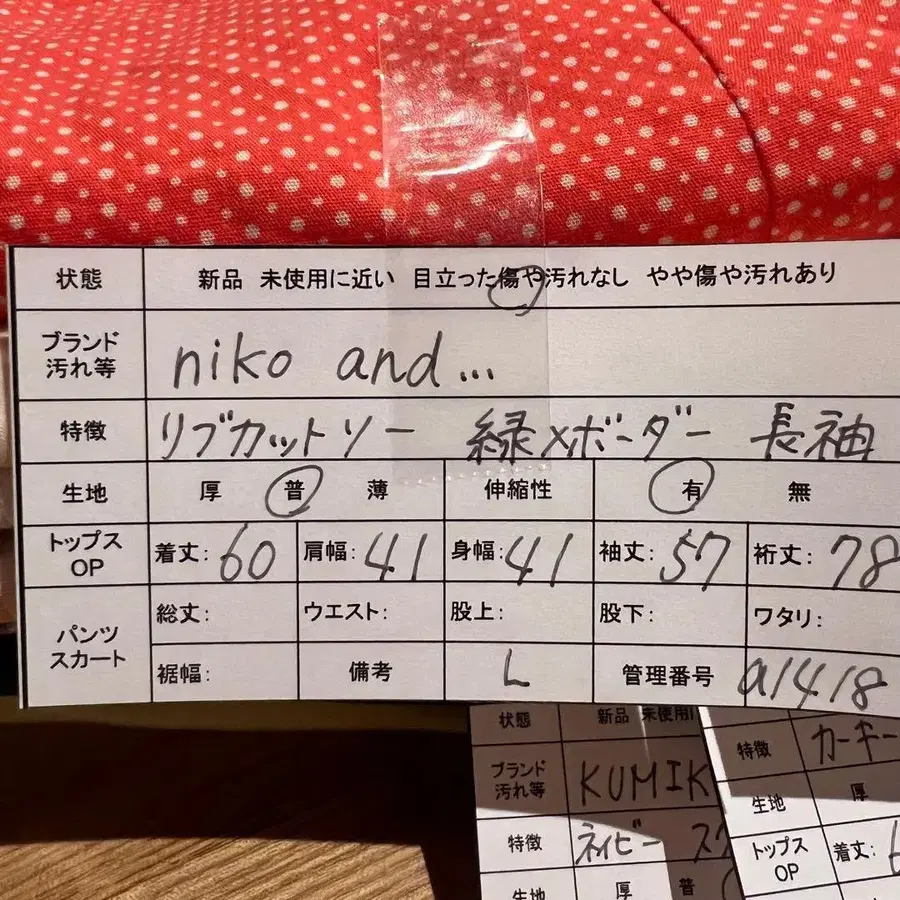 状態 新品 未使用に近い 目立った傷や汚れなし やや傷や汚れあり
ブランド
汚れ等 niko and...
特徴 リブカットソー 緑×ボーダー 長袖
生地 厚 普 薄 伸縮性 有 無
トップス
OP 着丈: 60 肩幅: 41 身幅: 41 袖丈: 57 裄丈: 78
パンツ
スカート 総丈: ウエスト: 股上: 股下: ワタリ:
裾幅: 備考 L 管理番号 a1418
状態 新品 未使用
ブランド
汚れ等 KUMIK
特徴 ネイビー
生地 厚 普
特徴 カーキー
生地 厚
トップス
OP 着丈: